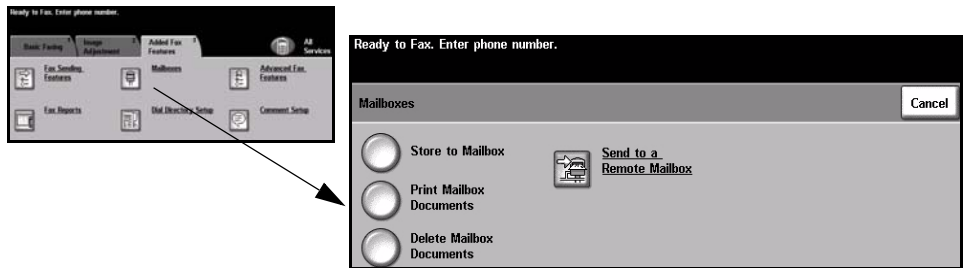 Ready to Fax. Enter phone number.
Basic Faxing
Image
Adjustment
Added Fax
Features
All
Services
Fax Sending
Features
Mailboxes
Advanced Fax
Features
Fax Reports
Dial Directory Setup
Comment Setup
Ready to Fax. Enter phone number.
Mailboxes
Cancel
Store to Mailbox
Send to a
Remote Mailbox
Print Mailbox
Documents
Delete Mailbox
Documents